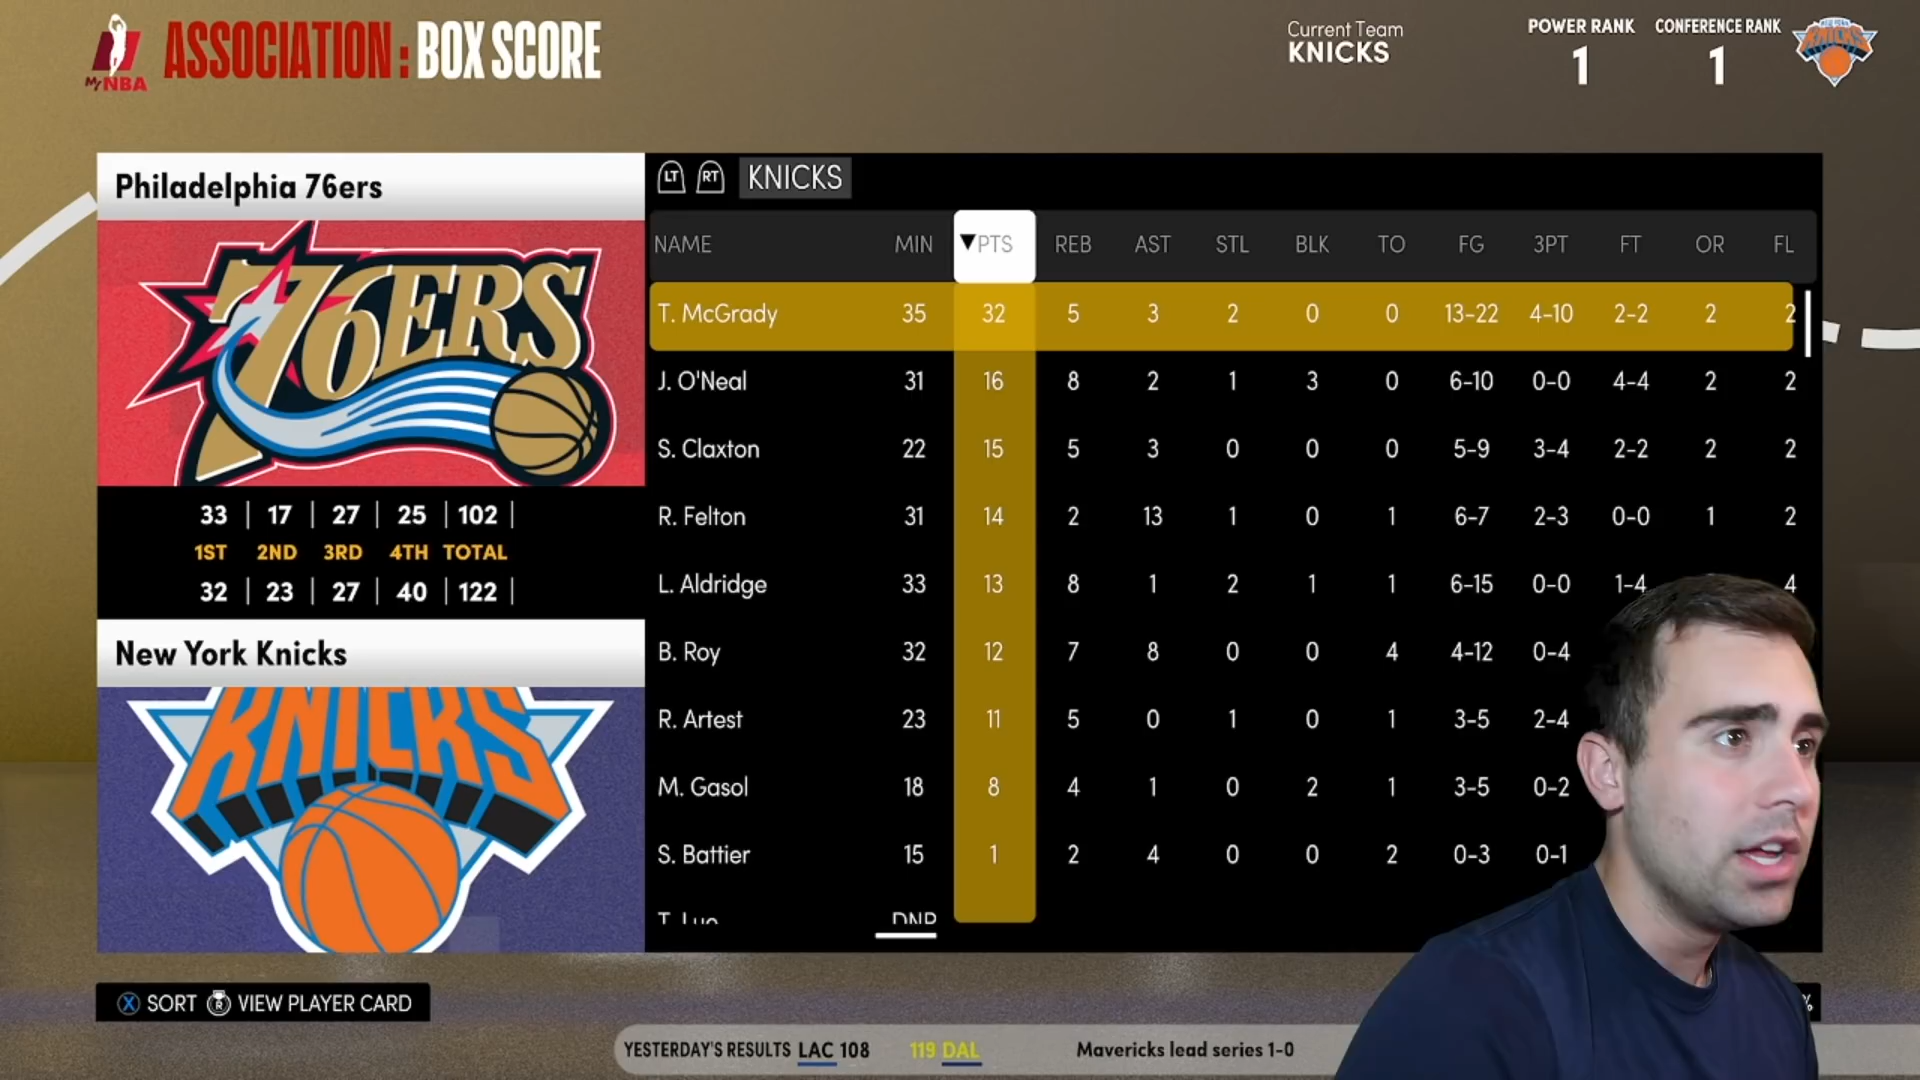 MyNBA ASSOCIATION : BOX SCORE
Current Team
KNICKS
POWER RANK
1
CONFERENCE RANK
1
NEW YORK
KNICKS
Philadelphia 76ers
76ERS
33 | 17 | 27 | 25 | 102 |
1ST 2ND 3RD 4TH TOTAL
32 | 23 | 27 | 40 | 122 |
New York Knicks
KNICKS
LT RT KNICKS
NAME MIN ▼PTS REB AST STL BLK TO FG 3PT FT OR FL
T. McGrady 35 32 5 3 2 0 0 13-22 4-10 2-2 2 2
J. O'Neal 31 16 8 2 1 3 0 6-10 0-0 4-4 2 2
S. Claxton 22 15 5 3 0 0 0 5-9 3-4 2-2 2 2
R. Felton 31 14 2 13 1 0 1 6-7 2-3 0-0 1 2
L. Aldridge 33 13 8 1 2 1 1 6-15 0-0 1-4 4
B. Roy 32 12 7 8 0 0 4 4-12 0-4
R. Artest 23 11 5 0 1 0 1 3-5 2-4
M. Gasol 18 8 4 1 0 2 1 3-5 0-2
S. Battier 15 1 2 4 0 0 2 0-3 0-1
T. Lue DNP
X SORT R VIEW PLAYER CARD
%
YESTERDAY'S RESULTS LAC 108 119 DAL Mavericks lead series 1-0